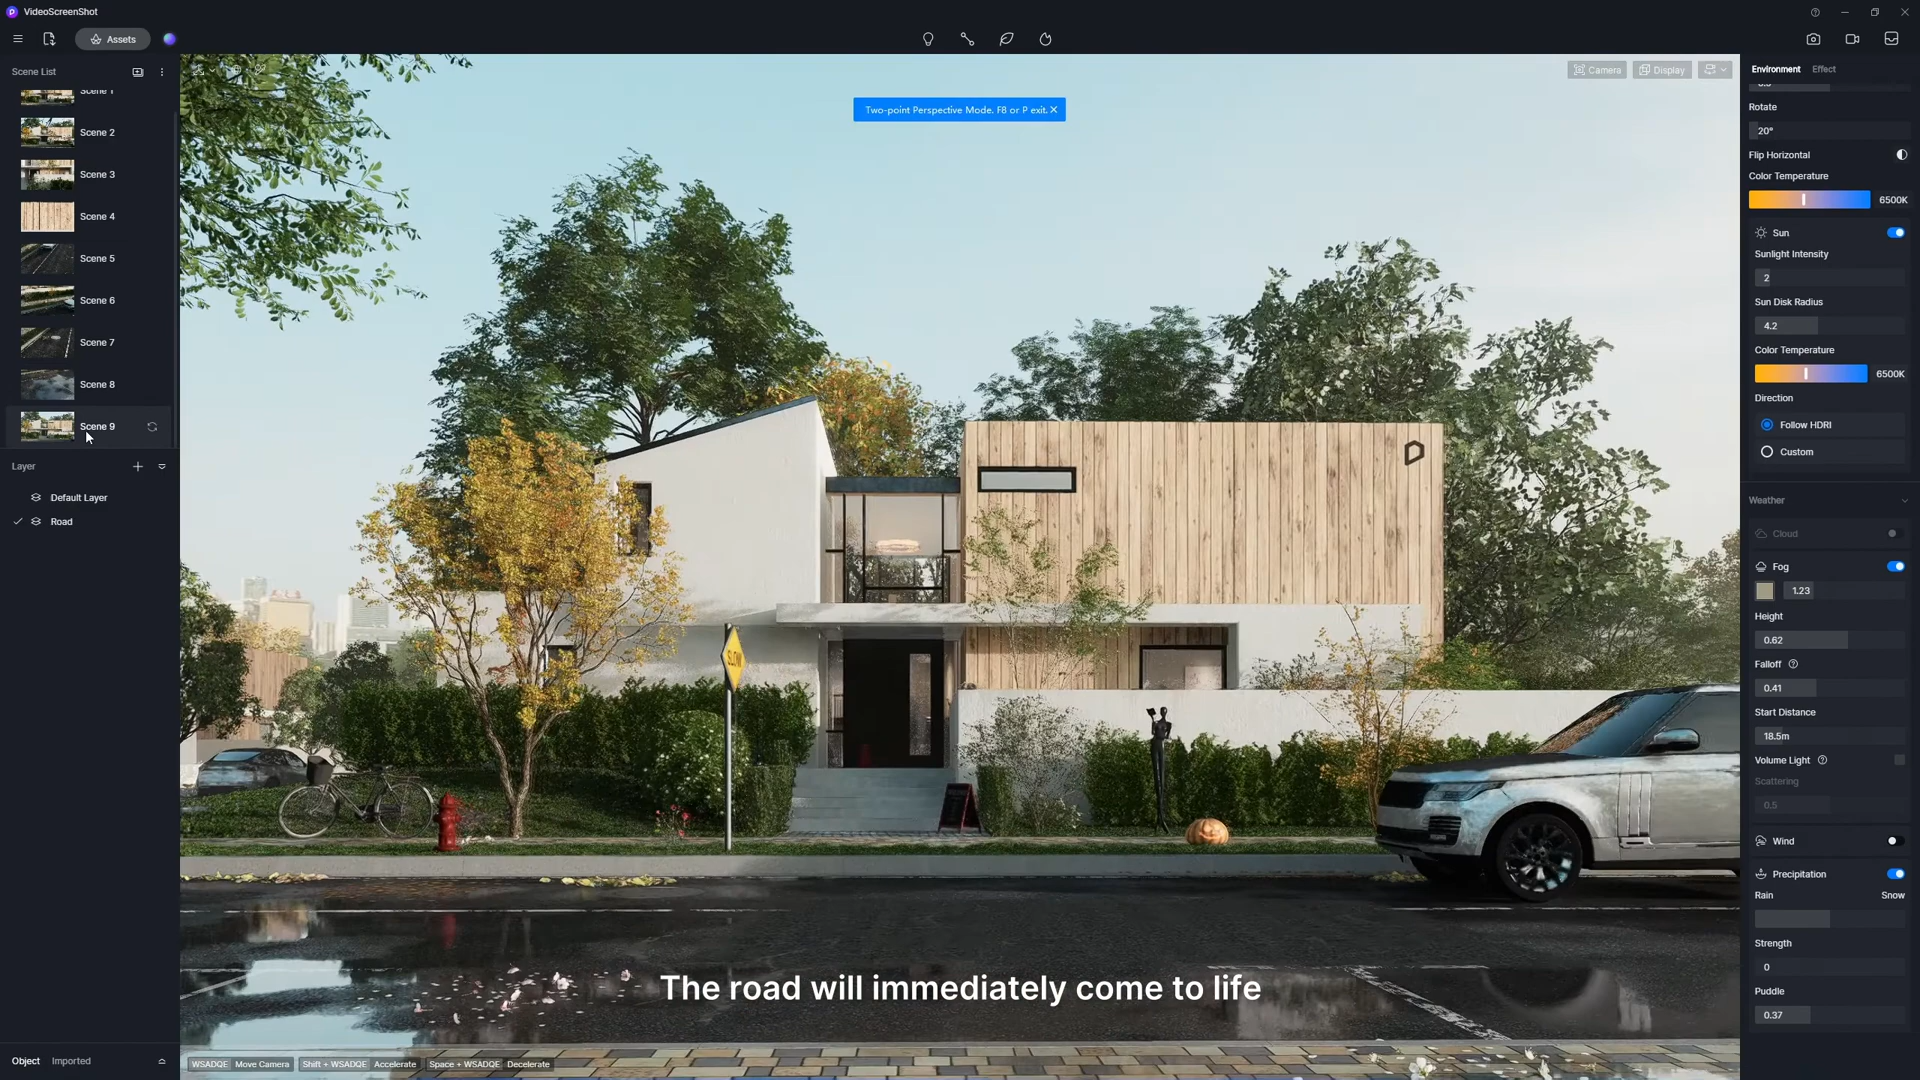 VideoScreenShot
Assets
Scene List
Scene 1
Scene 2
Scene 3
Scene 4
Scene 5
Scene 6
Scene 7
Scene 8
Scene 9
Layer
Default Layer
Road
Object Imported
Camera
Display
Two-point Perspective Mode. F8 or P exit.
SLOW
The road will immediately come to life
WSADQE Move Camera
Shift + WSADQE Accelerate
Space + WSADQE Decelerate
Environment Effect
Rotate
20°
Flip Horizontal
Color Temperature
6500K
Sun
Sunlight Intensity
2
Sun Disk Radius
4.2
Color Temperature
6500K
Direction
Follow HDRI
Custom
Weather
Cloud
Fog
1.23
Height
0.62
Falloff
0.41
Start Distance
18.5m
Volume Light
Scattering
0.5
Wind
Precipitation
Rain Snow
Strength
0
Puddle
0.37